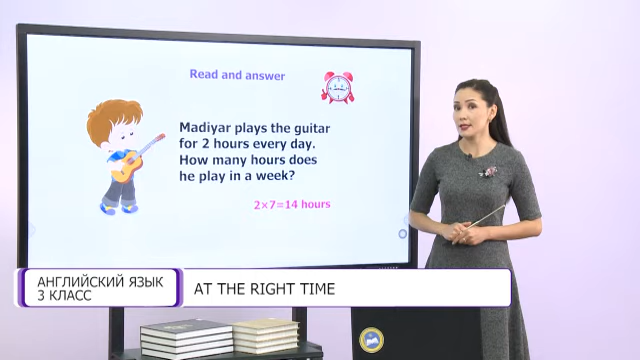 Read and answer
Madiyar plays the guitar
for 2 hours every day.
How many hours does
he play in a week?
2×7=14 hours
АНГЛИЙСКИЙ ЯЗЫК
3 КЛАСС
AT THE RIGHT TIME